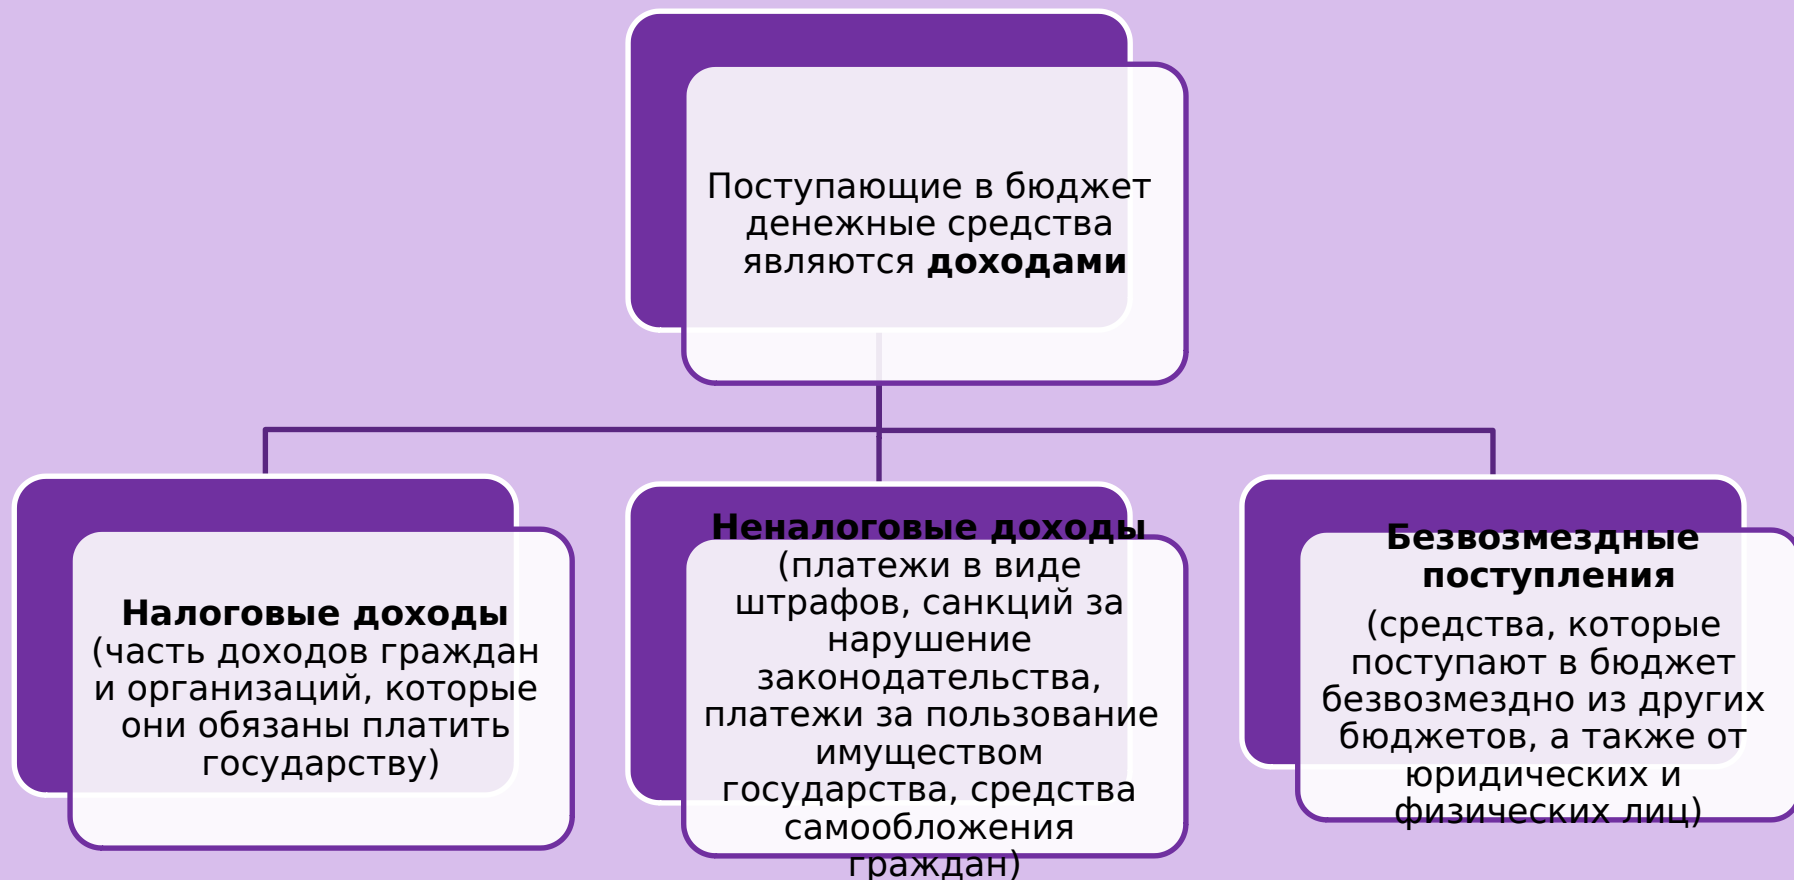 Поступающие в бюджет
денежные средства
являются доходами
Налоговые доходы
(часть доходов граждан
и организаций, которые
они обязаны платить
государству)
Неналоговые доходы
(платежи в виде
штрафов, санкций за
нарушение
законодательства,
платежи за пользование
имуществом
государства, средства
самообложения
граждан)
Безвозмездные
поступления
(средства, которые
поступают в бюджет
безвозмездно из других
бюджетов, а также от
юридических и
физических лиц)